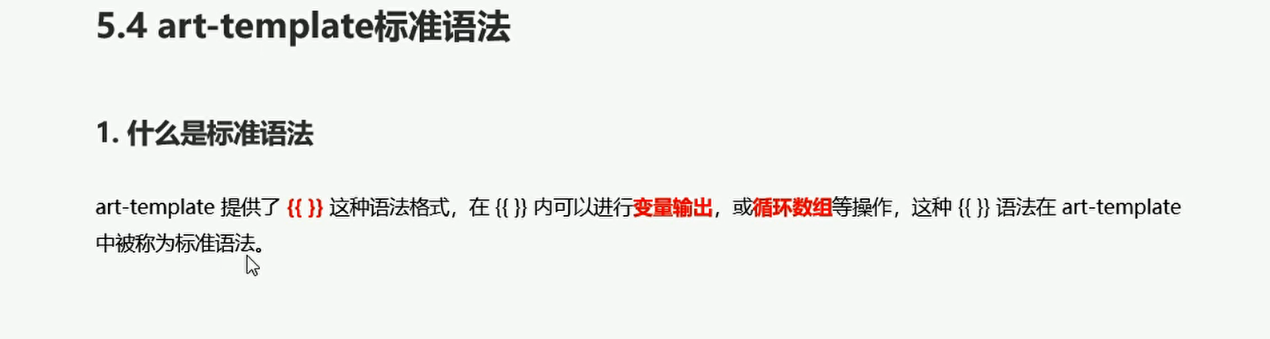 5.4 art-template标准语法
1. 什么是标准语法
art-template 提供了 {{ }} 这种语法格式，在 {{ }} 内可以进行变量输出，或循环数组等操作，这种 {{ }} 语法在 art-template
中被称为标准语法。